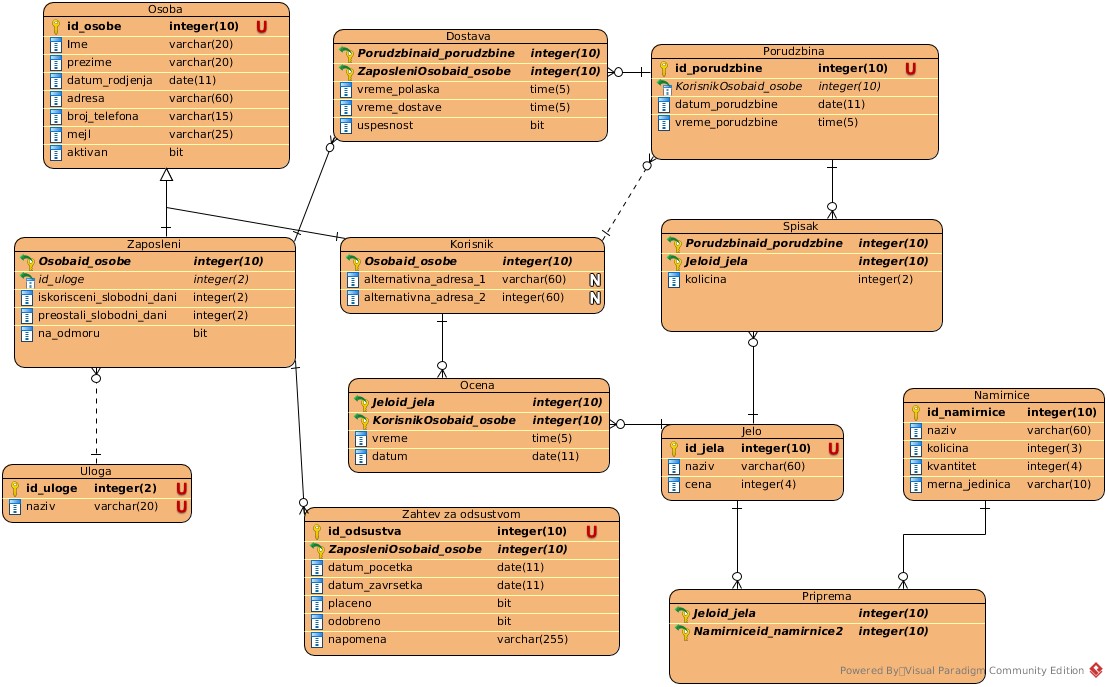 Osoba
id_osobe integer(10) U
Ime varchar(20)
prezime varchar(20)
datum_rodjenja date(11)
adresa varchar(60)
broj_telefona varchar(15)
mejl varchar(25)
aktivan bit
Dostava
Porudzbinaid_porudzbine integer(10)
ZaposleniOsobaid_osobe integer(10)
vreme_polaska time(5)
vreme_dostave time(5)
uspesnost bit
Porudzbina
id_porudzbine integer(10) U
KorisnikOsobaid_osobe integer(10)
datum_porudzbine date(11)
vreme_porudzbine time(5)
Zaposleni
Osobaid_osobe integer(10)
id_uloge integer(2)
iskorisceni_slobodni_dani integer(2)
preostali_slobodni_dani integer(2)
na_odmoru bit
Korisnik
Osobaid_osobe integer(10)
alternativna_adresa_1 varchar(60) N
alternativna_adresa_2 integer(60) N
Spisak
Porudzbinaid_porudzbine integer(10)
Jeloid_jela integer(10)
kolicina integer(2)
Ocena
Jeloid_jela integer(10)
KorisnikOsobaid_osobe integer(10)
vreme time(5)
datum date(11)
Jelo
id_jela integer(10) U
naziv varchar(60)
cena integer(4)
Namirnice
id_namirnice integer(10)
naziv varchar(60)
kolicina integer(3)
kvantitet integer(4)
merna_jedinica varchar(10)
Uloga
id_uloge integer(2) U
naziv varchar(20) U
Zahtev za odsustvom
id_odsustva integer(10) U
ZaposleniOsobaid_osobe integer(10)
datum_pocetka date(11)
datum_zavrsetka date(11)
placeno bit
odobreno bit
napomena varchar(255)
Priprema
Jeloid_jela integer(10)
Namirniceid_namirnice2 integer(10)
Powered By Visual Paradigm Community Edition